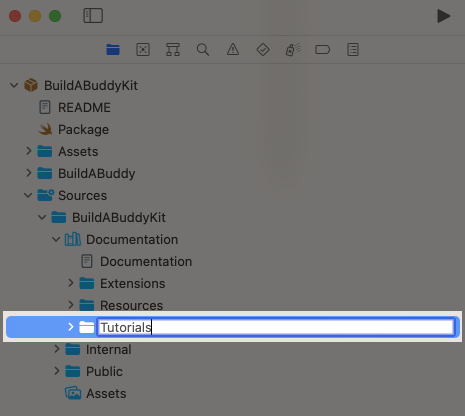 BuildABuddyKit
README
Package
Assets
BuildABuddy
Sources
BuildABuddyKit
Documentation
Documentation
Extensions
Resources
Tutorials
Internal
Public
Assets